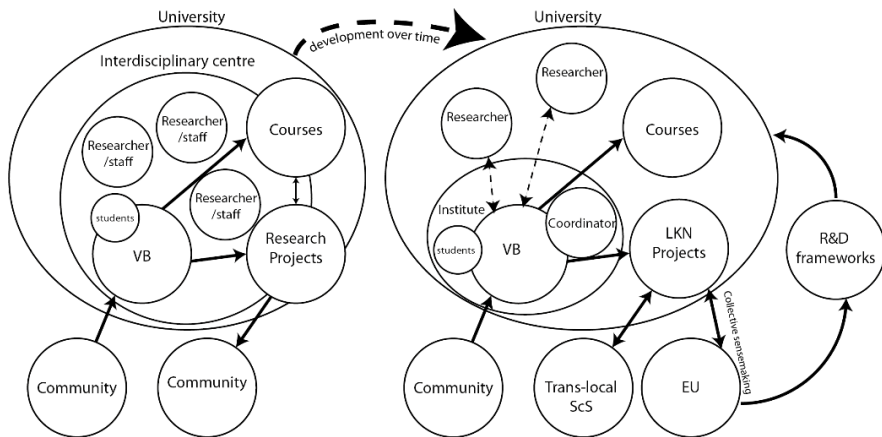 University
Interdisciplinary centre
Researcher
/staff
Researcher
/staff
Courses
Researcher
/staff
students
VB
Research
Projects
Community
Community
development over time
University
Researcher
Researcher
Courses
Institute
Coordinator
students
VB
LKN
Projects
R&D
frameworks
Collective sensemaking
Community
Trans-local
ScS
EU